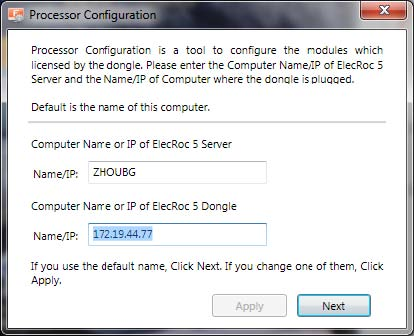 Processor Configuration
Processor Configuration is a tool to configure the modules which
licensed by the dongle. Please enter the Computer Name/IP of ElecRoc 5
Server and the Name/IP of Computer where the dongle is plugged.
Default is the name of this computer.
Computer Name or IP of ElecRoc 5 Server
Name/IP: ZHOUBG
Computer Name or IP of ElecRoc 5 Dongle
Name/IP: 172.19.44.77
If you use the default name, Click Next. If you change one of them, Click
Apply.
Apply Next